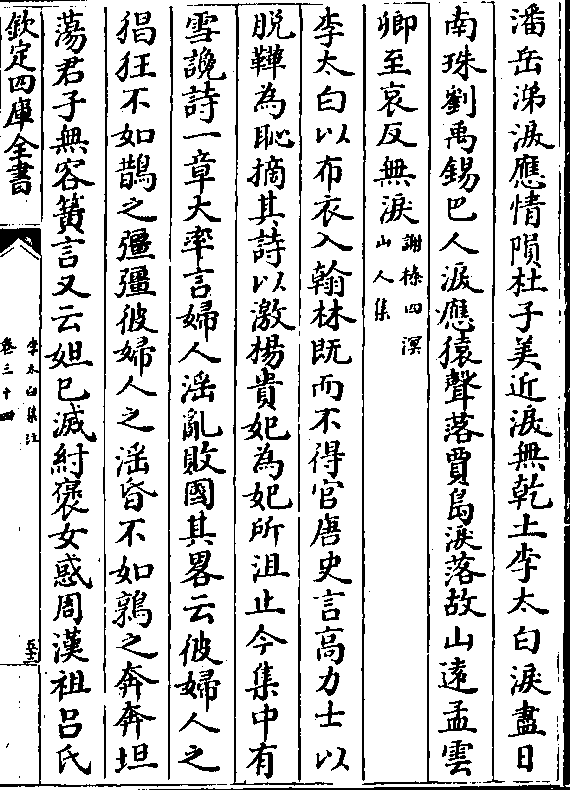 潘岳涕淚應情隕杜子美近淚無乾土李太白淚盡日
南珠劉禹錫巴人淚應猿聲落賈島淚落故山遠孟雲
卿至哀反無淚謝榛四溟山人集
李太白以布衣入翰林既而不得官唐史言高力士以
脱鞾為恥摘其詩以激楊貴妃為妃所沮止今集中有
雪讒詩一章大率言婦人淫亂敗國其畧云彼婦人之
猖狂不如鵲之彊彊彼婦人之淫昏不如鶉之奔奔坦
蕩君子無容簧言又云妲已滅紂褒女惑周漢祖吕氏
欽定四庫全書
李太白集注
卷三十四